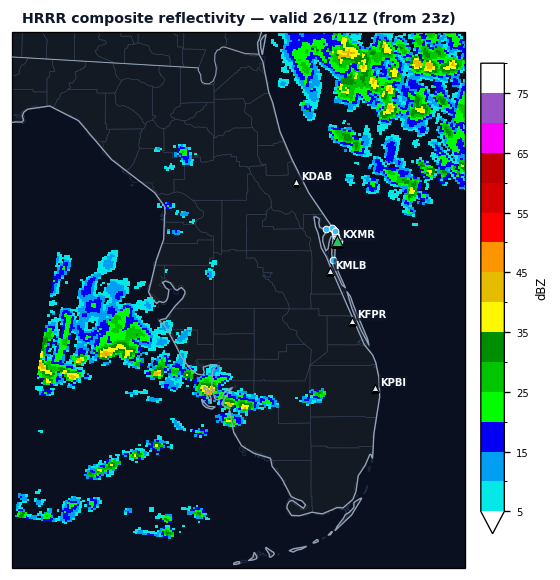 HRRR composite reflectivity — valid 26/11Z (from 23z)
KDAB
KXMR
KMLB
KFPR
KPBI
75
65
55
45
35
25
15
5
dBZ